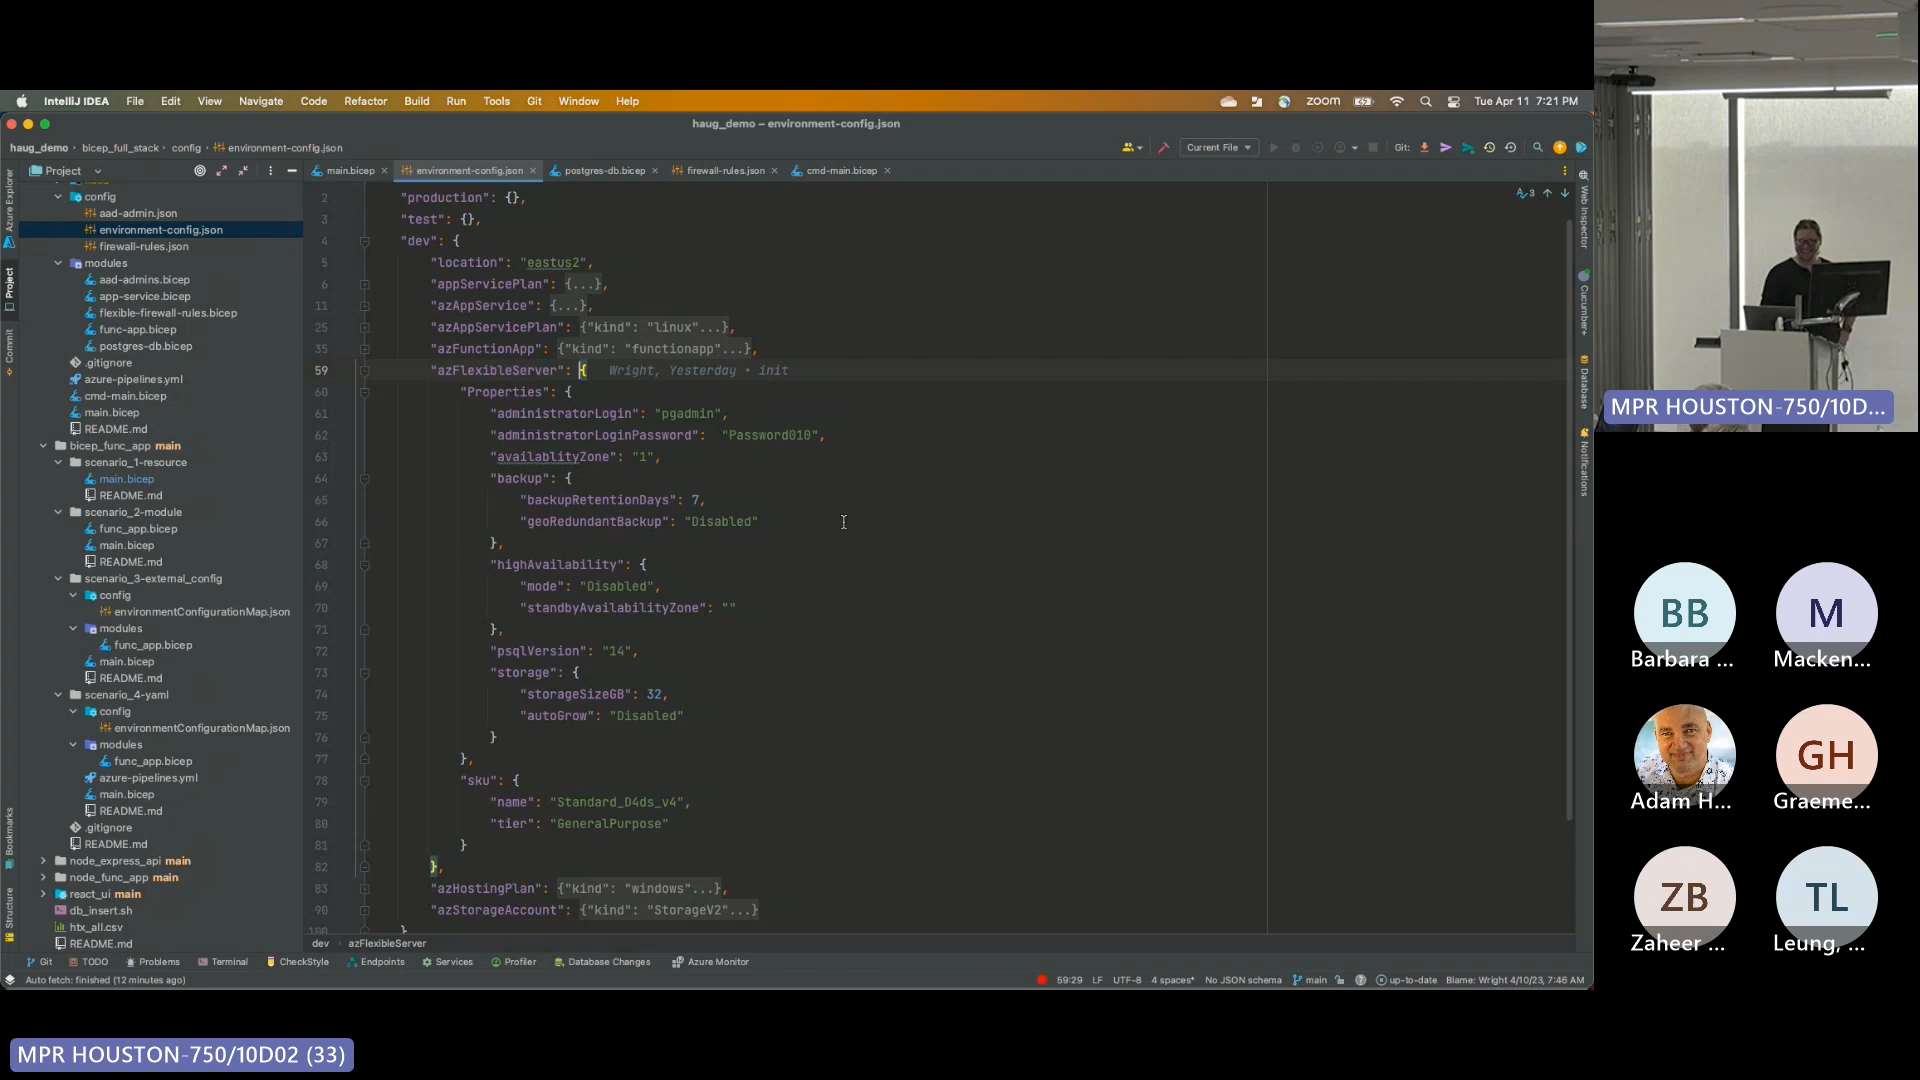 IntelliJ IDEA File Edit View Navigate Code Refactor Build Run Tools Git Window Help
zoom Tue Apr 11 7:21 PM
haug_demo – environment-config.json
haug_demo › bicep_full_stack › config › environment-config.json
Current File
Git:
Project
main.bicep
environment-config.json
postgres-db.bicep
firewall-rules.json
cmd-main.bicep
Azure Explorer
Project
Commit
Bookmarks
Structure
config
aad-admin.json
environment-config.json
firewall-rules.json
modules
aad-admins.bicep
app-service.bicep
flexible-firewall-rules.bicep
func-app.bicep
postgres-db.bicep
.gitignore
azure-pipelines.yml
cmd-main.bicep
main.bicep
README.md
bicep_func_app main
scenario_1-resource
main.bicep
README.md
scenario_2-module
func_app.bicep
main.bicep
README.md
scenario_3-external_config
config
environmentConfigurationMap.json
modules
func_app.bicep
main.bicep
README.md
scenario_4-yaml
config
environmentConfigurationMap.json
modules
func_app.bicep
azure-pipelines.yml
main.bicep
README.md
.gitignore
README.md
node_express_api main
node_func_app main
react_ui main
db_insert.sh
htx_all.csv
README.md
2 "production": {},
3 "test": {},
4 "dev": {
5 "location": "eastus2",
6 "appServicePlan": {...},
11 "azAppService": {...},
25 "azAppServicePlan": {"kind": "linux"...},
35 "azFunctionApp": {"kind": "functionapp"...},
59 "azFlexibleServer": { Wright, Yesterday • init
60 "Properties": {
61 "administratorLogin": "pgadmin",
62 "administratorLoginPassword": "Password010",
63 "availablityZone": "1",
64 "backup": {
65 "backupRetentionDays": 7,
66 "geoRedundantBackup": "Disabled"
67 },
68 "highAvailability": {
69 "mode": "Disabled",
70 "standbyAvailabilityZone": ""
71 },
72 "psqlVersion": "14",
73 "storage": {
74 "storageSizeGB": 32,
75 "autoGrow": "Disabled"
76 }
77 },
78 "sku": {
79 "name": "Standard_D4ds_v4",
80 "tier": "GeneralPurpose"
81 }
82 },
83 "azHostingPlan": {"kind": "windows"...},
90 "azStorageAccount": {"kind": "StorageV2"...}
100 }
3
Web Inspector
Cucumber+
Database
Notifications
dev › azFlexibleServer
Git TODO Problems Terminal CheckStyle Endpoints Services Profiler Database Changes Azure Monitor
Auto fetch: finished (12 minutes ago)
59:29 LF UTF-8 4 spaces* No JSON schema main up-to-date Blame: Wright 4/10/23, 7:46 AM
MPR HOUSTON-750/10D...
BB
Barbara ...
M
Macken...
Adam H...
GH
Graeme...
ZB
Zaheer ...
TL
Leung, ...
MPR HOUSTON-750/10D02 (33)